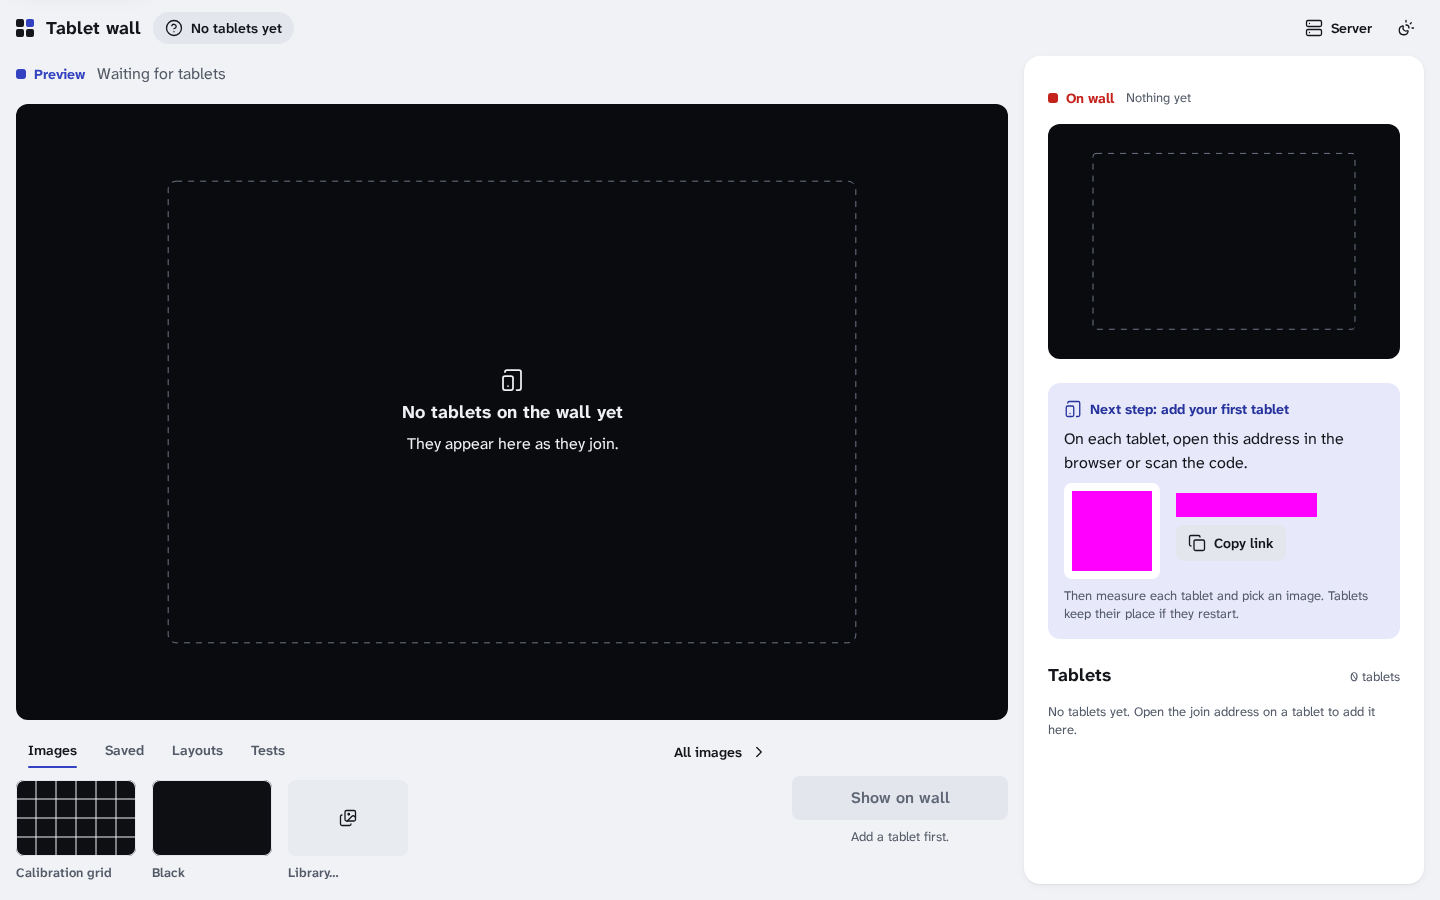 Tablet wall
No tablets yet
Server
Preview Waiting for tablets
No tablets on the wall yet
They appear here as they join.
On wall Nothing yet
Next step: add your first tablet
On each tablet, open this address in the
browser or scan the code.
Copy link
Then measure each tablet and pick an image. Tablets
keep their place if they restart.
Tablets
0 tablets
No tablets yet. Open the join address on a tablet to add it
here.
Images Saved Layouts Tests
All images
Calibration grid
Black
Library...
Show on wall
Add a tablet first.